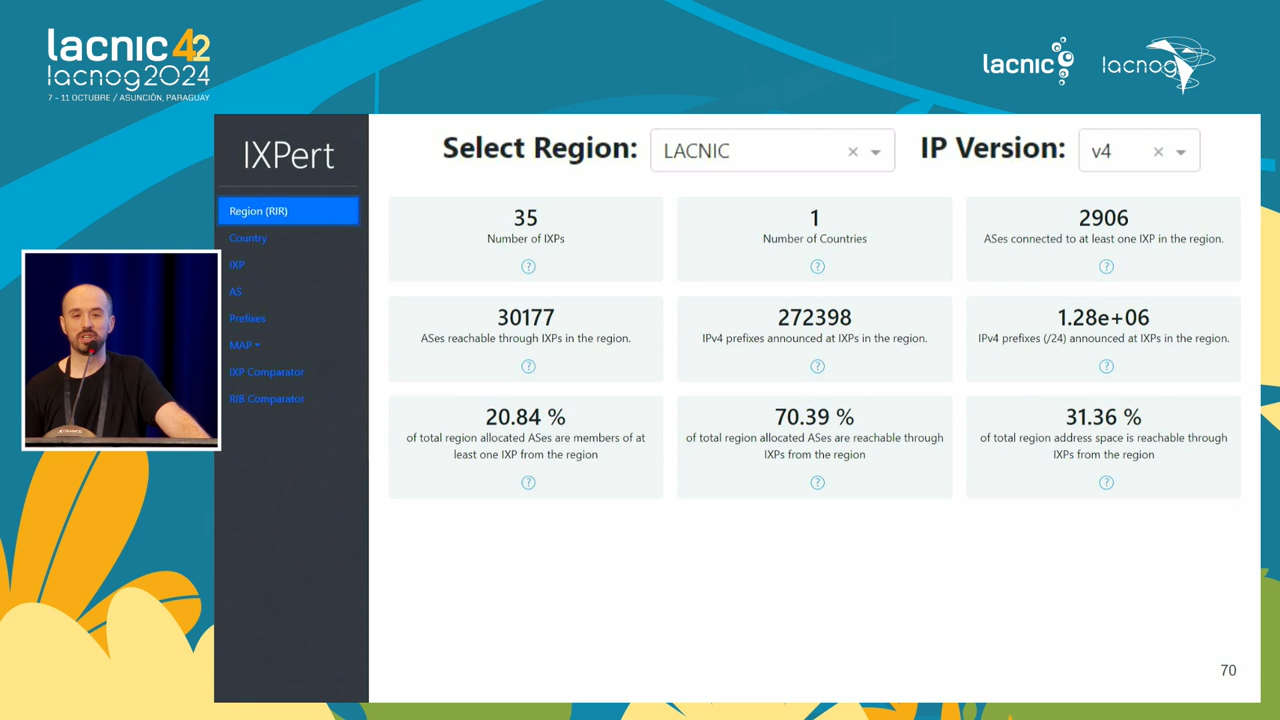 lacnic 42
lacnog2024
7 - 11 OCTUBRE / ASUNCIÓN, PARAGUAY
lacnic
lacnog
IXPert
Region (RIR)
Country
IXP
AS
Prefixes
MAP
IXP Comparator
RIB Comparator
Select Region:
LACNIC
×
IP Version:
v4
×
35
Number of IXPs
?
1
Number of Countries
?
2906
ASes connected to at least one IXP in the region.
?
30177
ASes reachable through IXPs in the region.
?
272398
IPv4 prefixes announced at IXPs in the region.
?
1.28e+06
IPv4 prefixes (/24) announced at IXPs in the region.
?
20.84 %
of total region allocated ASes are members of at
least one IXP from the region
?
70.39 %
of total region allocated ASes are reachable through
IXPs from the region
?
31.36 %
of total region address space is reachable through
IXPs from the region
?
70